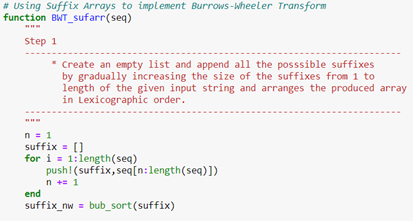 # Using Suffix Arrays to implement Burrows-Wheeler Transform
function BWT_sufarr(seq)
"""
Step 1
------------------------------------------------------------
* Create an empty list and append all the posssible suffixes
by gradually increasing the size of the suffixes from 1 to
length of the given input string and arranges the produced array
in Lexicographic order.
------------------------------------------------------------
"""
n = 1
suffix = []
for i = 1:length(seq)
push!(suffix,seq[n:length(seq)])
n += 1
end
suffix_nw = bub_sort(suffix)